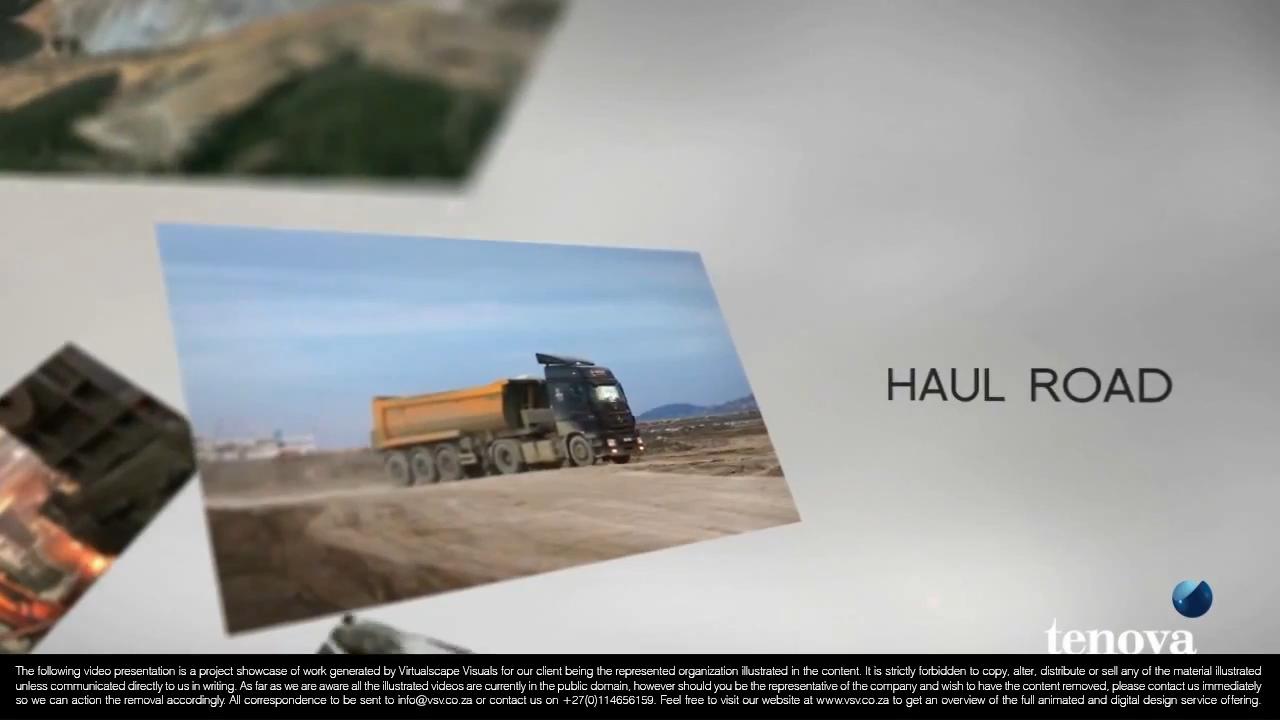 HAUL ROAD
tenova
The following video presentation is a project showcase of work generated by Virtualscape Visuals for our client being the represented organization illustrated in the content. It is strictly forbidden to copy, alter, distribute or sell any of the material illustrated
unless communicated directly to us in writing. As far as we are aware all the illustrated videos are currently in the public domain, however should you be the representative of the company and wish to have the content removed, please contact us immediately
so we can action the removal accordingly. All correspondence to be sent to info@vsv.co.za or contact us on +27(0)114656159. Feel free to visit our website at www.vsv.co.za to get an overview of the full animated and digital design service offering.